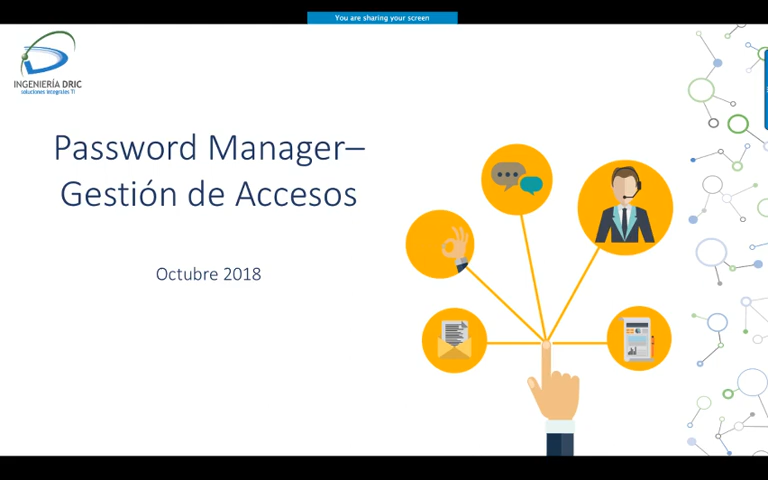 You are sharing your screen
INGENIERÍA DRIC
soluciones integrales TI
Password Manager–
Gestión de Accesos
Octubre 2018